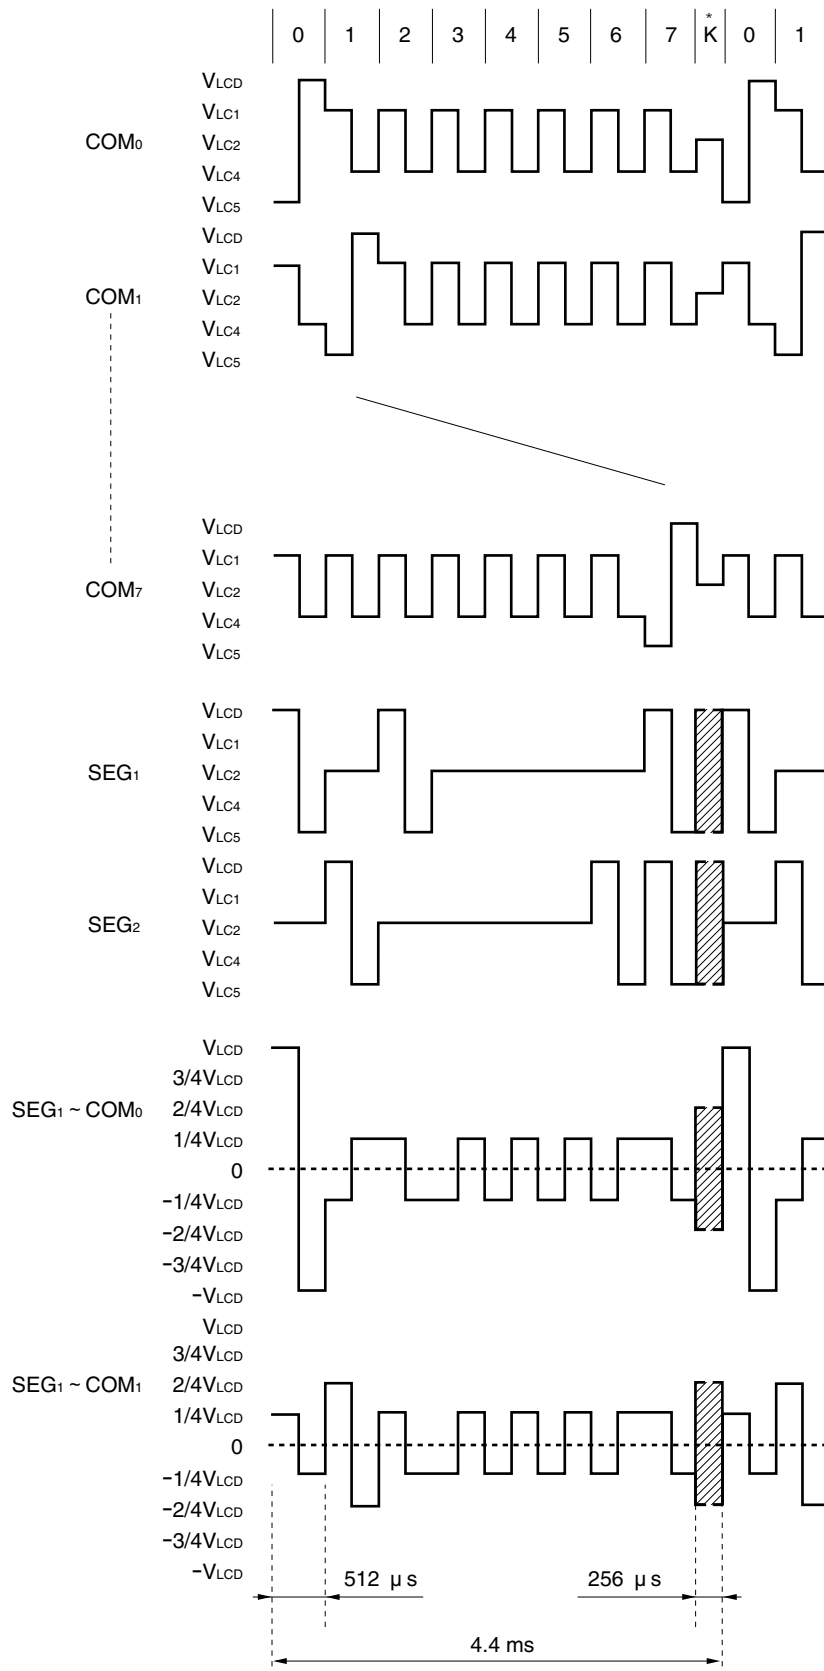 0 1 2 3 4 5 6 7 *K 0 1
VLCD
VLC1
COM0 VLC2
VLC4
VLC5
VLCD
VLC1
COM1 VLC2
VLC4
VLC5
VLCD
VLC1
COM7 VLC2
VLC4
VLC5
VLCD
VLC1
SEG1 VLC2
VLC4
VLC5
VLCD
VLC1
SEG2 VLC2
VLC4
VLC5
VLCD
3/4VLCD
SEG1 ~ COM0 2/4VLCD
1/4VLCD
0
−1/4VLCD
−2/4VLCD
−3/4VLCD
−VLCD
VLCD
3/4VLCD
SEG1 ~ COM1 2/4VLCD
1/4VLCD
0
−1/4VLCD
−2/4VLCD
−3/4VLCD
−VLCD
512 µs 256 µs
4.4 ms